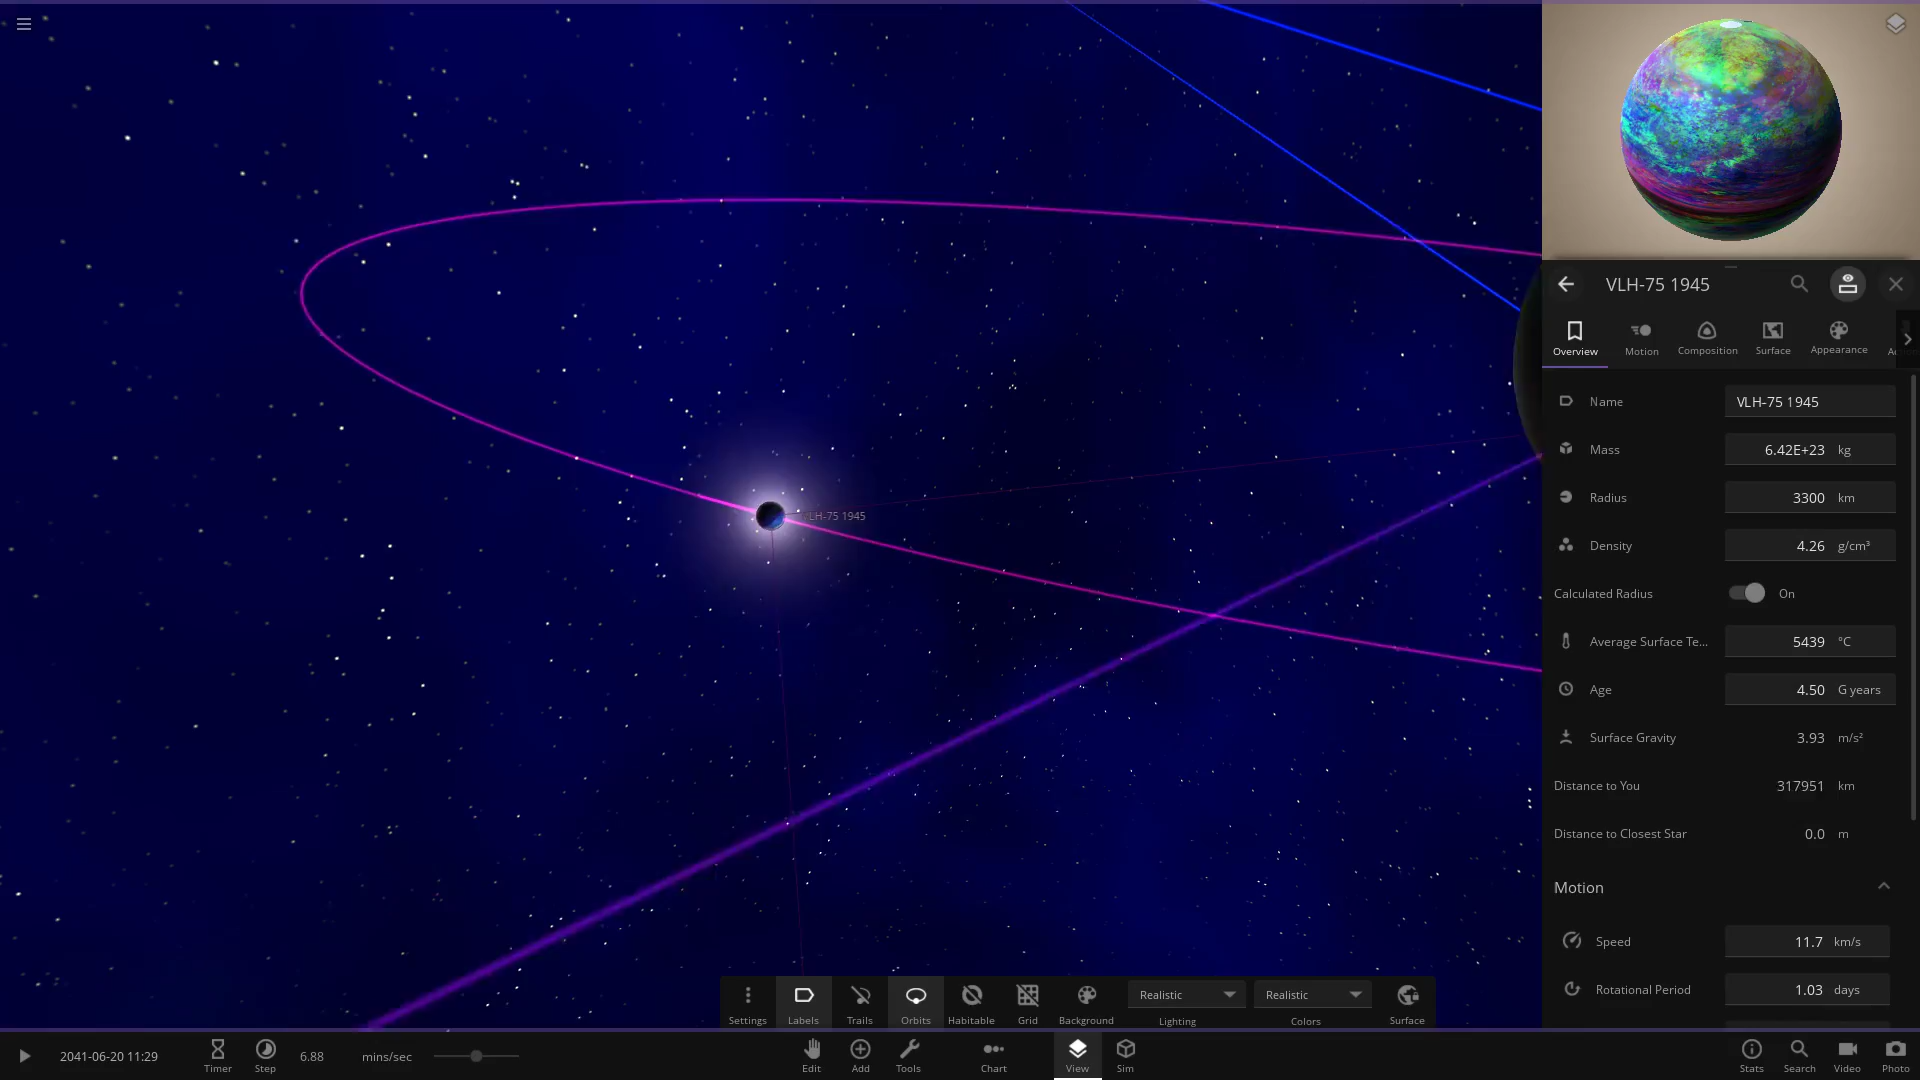 VLH-75 1945
Overview
Motion
Composition
Surface
Appearance
Name VLH-75 1945
Mass 6.42E+23 kg
Radius 3300 km
Density 4.26 g/cm³
Calculated Radius On
Average Surface Te... 5439 °C
Age 4.50 G years
Surface Gravity 3.93 m/s²
Distance to You 317951 km
Distance to Closest Star 0.0 m
Motion
Speed 11.7 km/s
Rotational Period 1.03 days
VLH-75 1945
Settings
Labels
Trails
Orbits
Habitable
Grid
Background
Realistic
Lighting
Realistic
Colors
Surface
2041-06-20 11:29
Timer
Step
6.88 mins/sec
Edit
Add
Tools
Chart
View
Sim
Stats
Search
Video
Photo